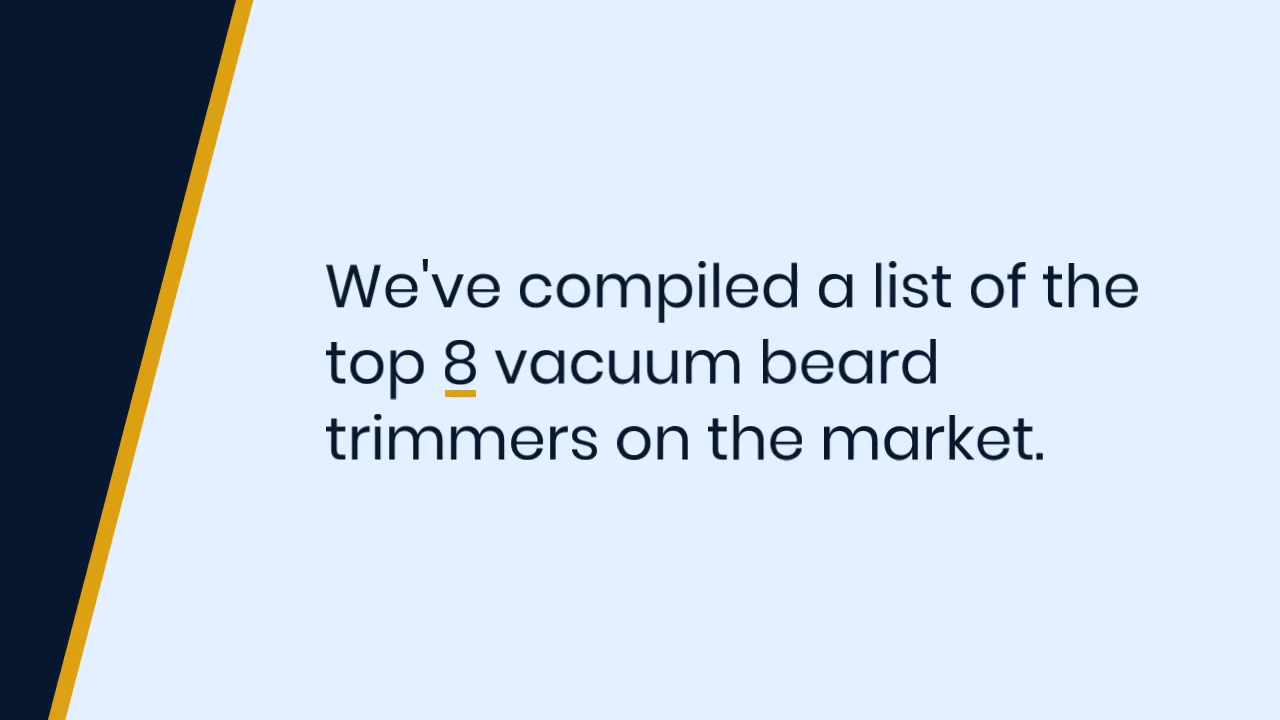 We've compiled a list of the
top 8 vacuum beard
trimmers on the market.